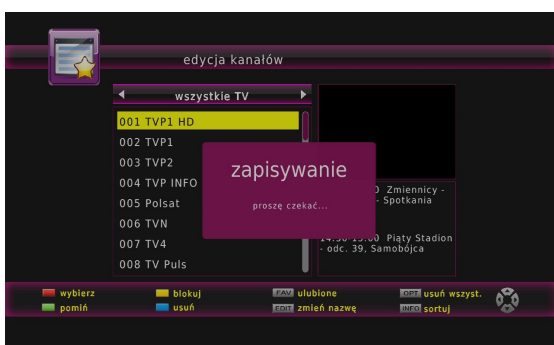 edycja kanałów
wszystkie TV
001 TVP1 HD
002 TVP1
003 TVP2
004 TVP INFO
005 Polsat
006 TVN
007 TV4
008 TV Puls
zapisywanie
proszę czekać...
Zmiennicy -
- Spotkania
14:30-15:00 Piąty Stadion
- odc. 39, Samobójca
wybierz
blokuj
FAV ulubione
OPT usuń wszyst.
pomiń
usuń
EDIT zmień nazwę
INFO sortuj